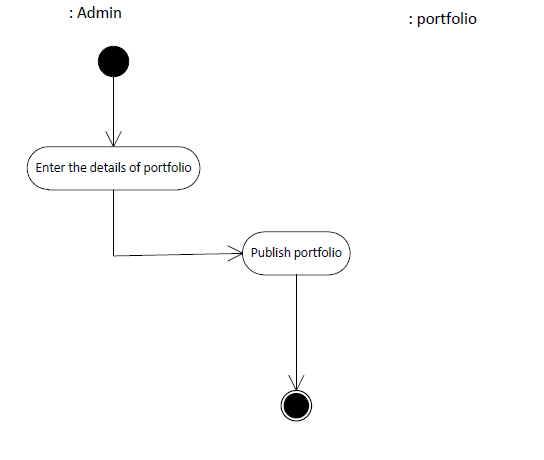 : Admin
: portfolio
Enter the details of portfolio
Publish portfolio